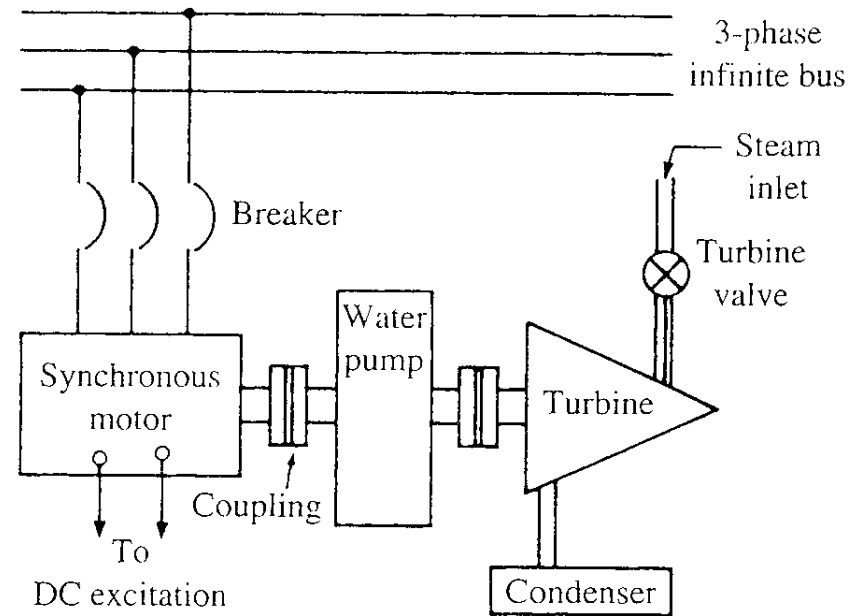 3-phase
infinite bus
Steam
inlet
Breaker
Turbine
valve
Water
pump
Synchronous
motor
Turbine
Coupling
To
DC excitation
Condenser